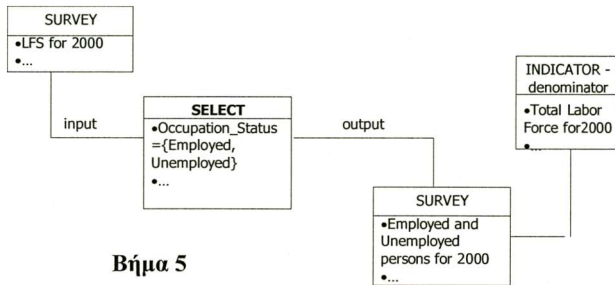 SURVEY
•LFS for 2000
•...
input
SELECT
•Occupation_Status
={Employed,
Unemployed}
•...
output
INDICATOR -
denominator
•Total Labor
Force for2000
•...
SURVEY
•Employed and
Unemployed
persons for 2000
•...
Βήμα 5